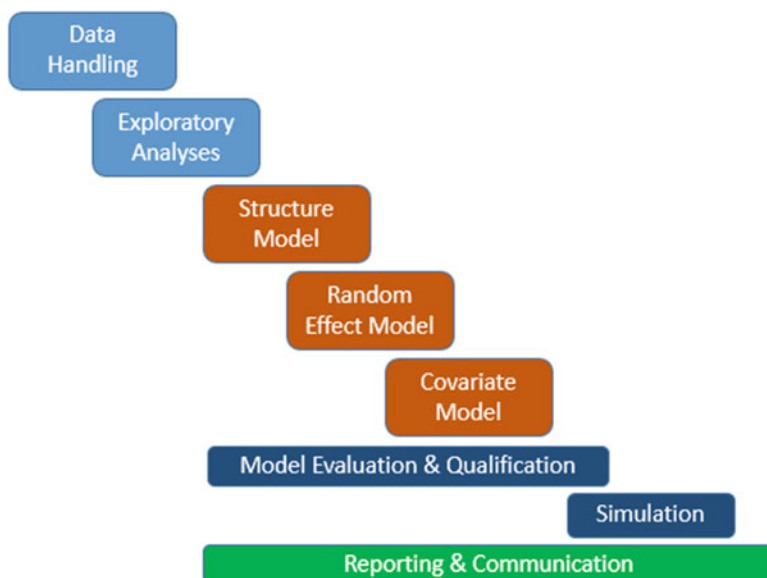 Data
Handling
Exploratory
Analyses
Structure
Model
Random
Effect Model
Covariate
Model
Model Evaluation & Qualification
Simulation
Reporting & Communication